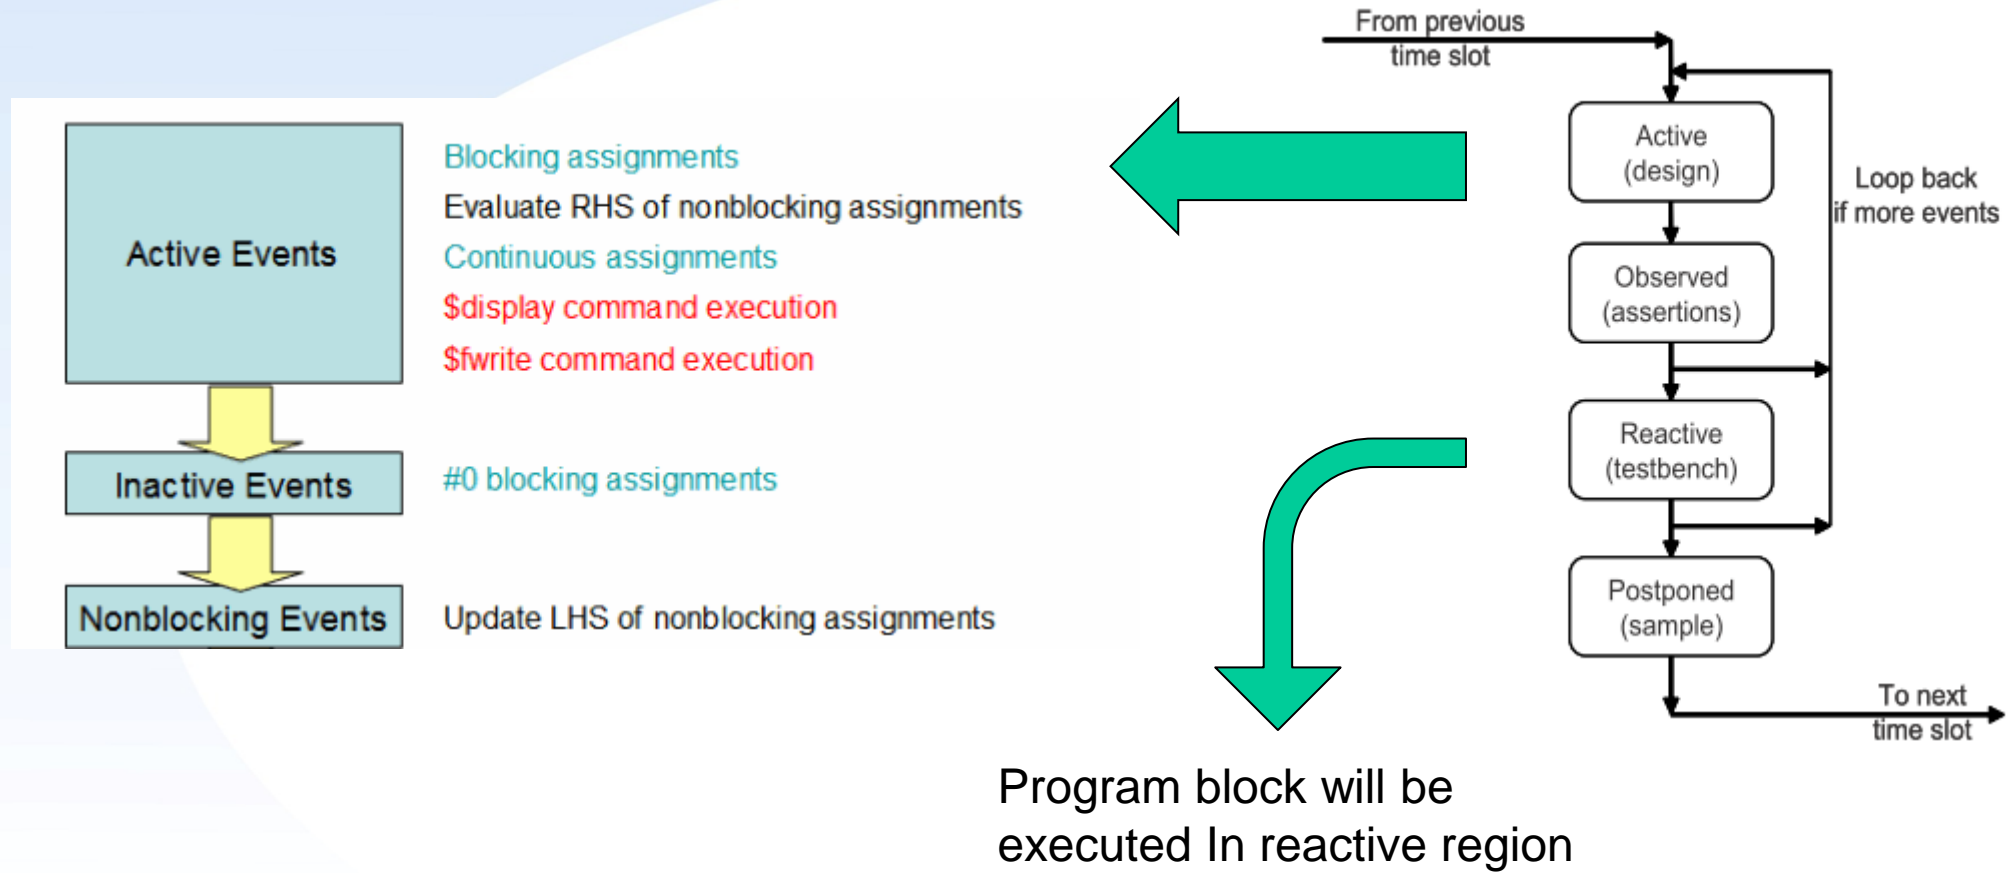 Active Events
Blocking assignments
Evaluate RHS of nonblocking assignments
Continuous assignments
$display command execution
$fwrite command execution
Inactive Events
#0 blocking assignments
Nonblocking Events
Update LHS of nonblocking assignments
From previous
time slot
Active
(design)
Loop back
if more events
Observed
(assertions)
Reactive
(testbench)
Postponed
(sample)
To next
time slot
Program block will be
executed In reactive region